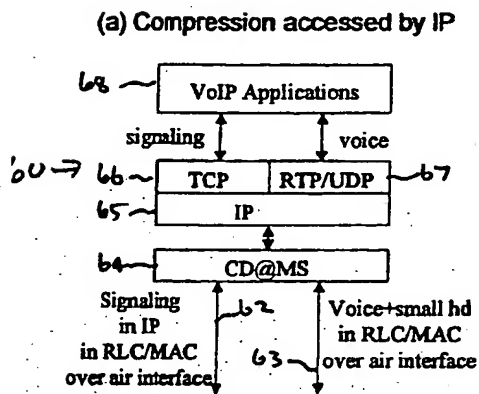 (a) Compression accessed by IP
68
VoIP Applications
signaling
voice
60
66
TCP
RTP/UDP
67
65
IP
64
CD@MS
Signaling
in IP
in RLC/MAC
over air interface
62
Voice+small hd
in RLC/MAC
over air interface
63